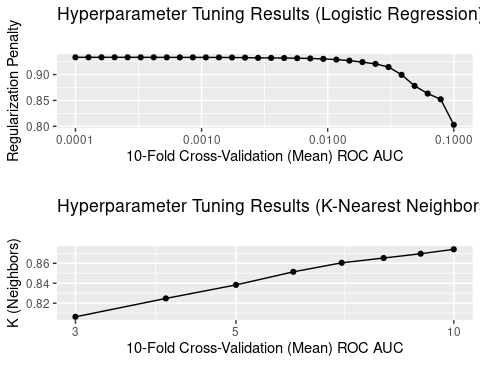 Hyperparameter Tuning Results (Logistic Regression)
Regularization Penalty
0.90
0.85
0.80
0.0001 0.0010 0.0100 0.1000
10-Fold Cross-Validation (Mean) ROC AUC
Hyperparameter Tuning Results (K-Nearest Neighbors
K (Neighbors)
0.86
0.84
0.82
3 5 10
10-Fold Cross-Validation (Mean) ROC AUC